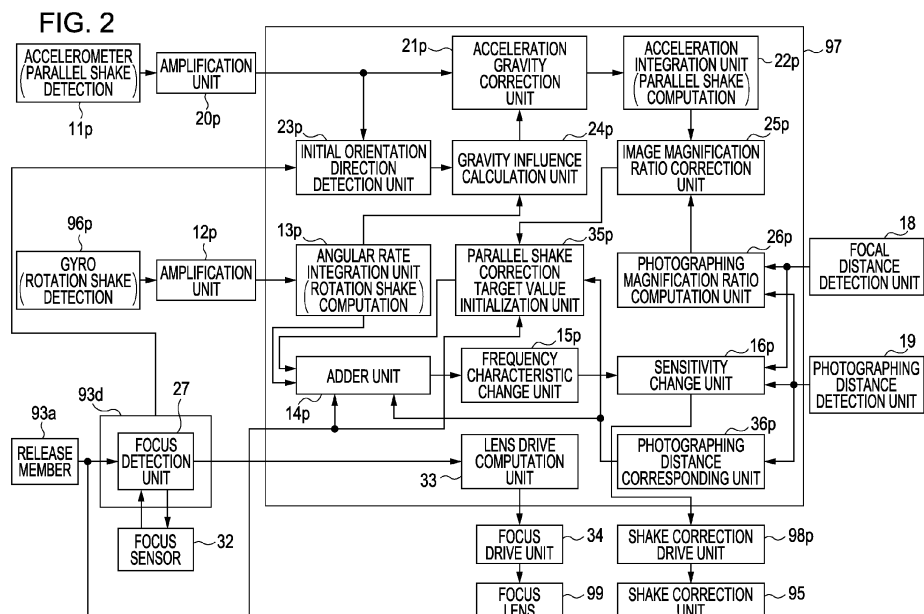 FIG. 2
ACCELEROMETER
(PARALLEL SHAKE
DETECTION)
11p
AMPLIFICATION
UNIT
20p
21p
ACCELERATION
GRAVITY
CORRECTION
UNIT
ACCELERATION
INTEGRATION UNIT
(PARALLEL SHAKE
COMPUTATION)
22p
97
23p
INITIAL ORIENTATION
DIRECTION
DETECTION UNIT
24p
GRAVITY INFLUENCE
CALCULATION UNIT
25p
IMAGE MAGNIFICATION
RATIO CORRECTION
UNIT
96p
GYRO
(ROTATION SHAKE
DETECTION)
12p
AMPLIFICATION
UNIT
13p
ANGULAR RATE
INTEGRATION UNIT
(ROTATION SHAKE
COMPUTATION)
35p
PARALLEL SHAKE
CORRECTION
TARGET VALUE
INITIALIZATION
UNIT
26p
PHOTOGRAPHING
MAGNIFICATION RATIO
COMPUTATION UNIT
18
FOCAL
DISTANCE
DETECTION UNIT
ADDER UNIT
14p
15p
FREQUENCY
CHARACTERISTIC
CHANGE UNIT
16p
SENSITIVITY
CHANGE UNIT
19
PHOTOGRAPHING
DISTANCE
DETECTION UNIT
93a
RELEASE
MEMBER
93d
27
FOCUS
DETECTION
UNIT
LENS DRIVE
COMPUTATION
UNIT
33
36p
PHOTOGRAPHING
DISTANCE
CORRESPONDING UNIT
FOCUS
SENSOR
32
FOCUS
DRIVE UNIT
34
SHAKE CORRECTION
DRIVE UNIT
98p
FOCUS
LENS
99
SHAKE CORRECTION
UNIT
95